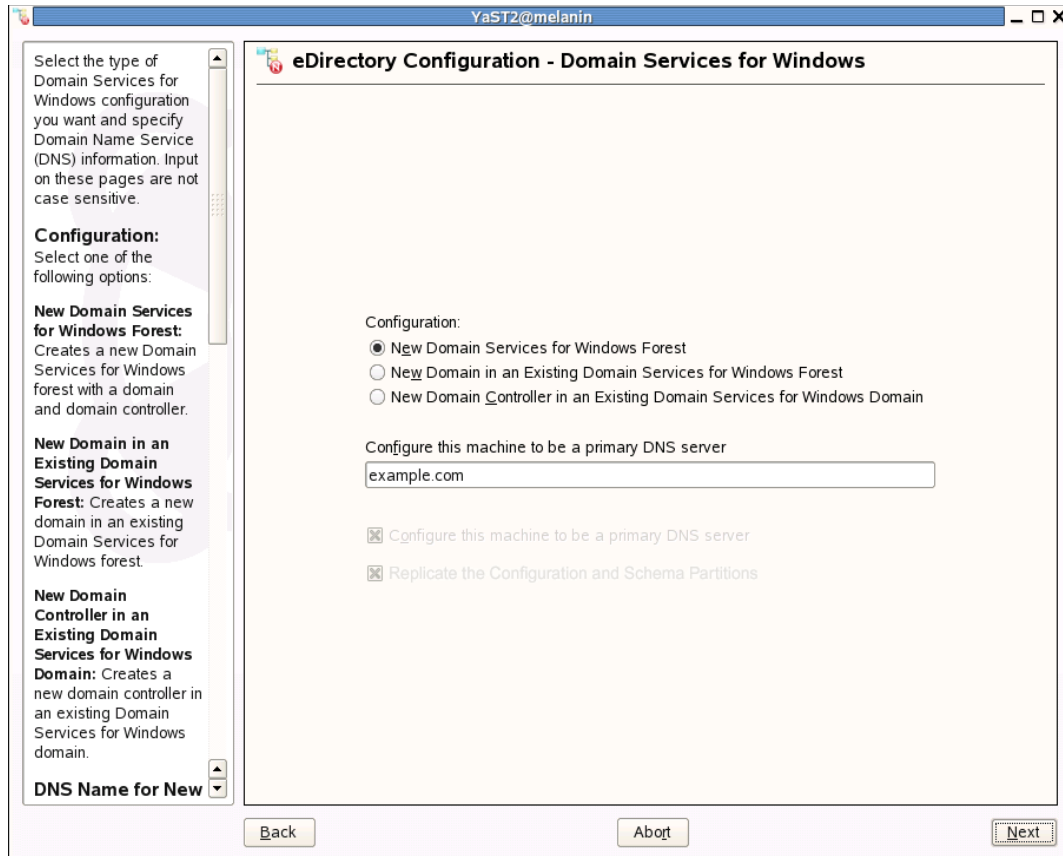 YaST2@melanin
Select the type of
Domain Services for
Windows configuration
you want and specify
Domain Name Service
(DNS) information. Input
on these pages are not
case sensitive.
Configuration:
Select one of the
following options:
New Domain Services
for Windows Forest:
Creates a new Domain
Services for Windows
forest with a domain
and domain controller.
New Domain in an
Existing Domain
Services for Windows
Forest: Creates a new
domain in an existing
Domain Services for
Windows forest.
New Domain
Controller in an
Existing Domain
Services for Windows
Domain: Creates a
new domain controller in
an existing Domain
Services for Windows
domain.
DNS Name for New
eDirectory Configuration - Domain Services for Windows
Configuration:
New Domain Services for Windows Forest
New Domain in an Existing Domain Services for Windows Forest
New Domain Controller in an Existing Domain Services for Windows Domain
Configure this machine to be a primary DNS server
example.com
Configure this machine to be a primary DNS server
Replicate the Configuration and Schema Partitions
Back
Abort
Next